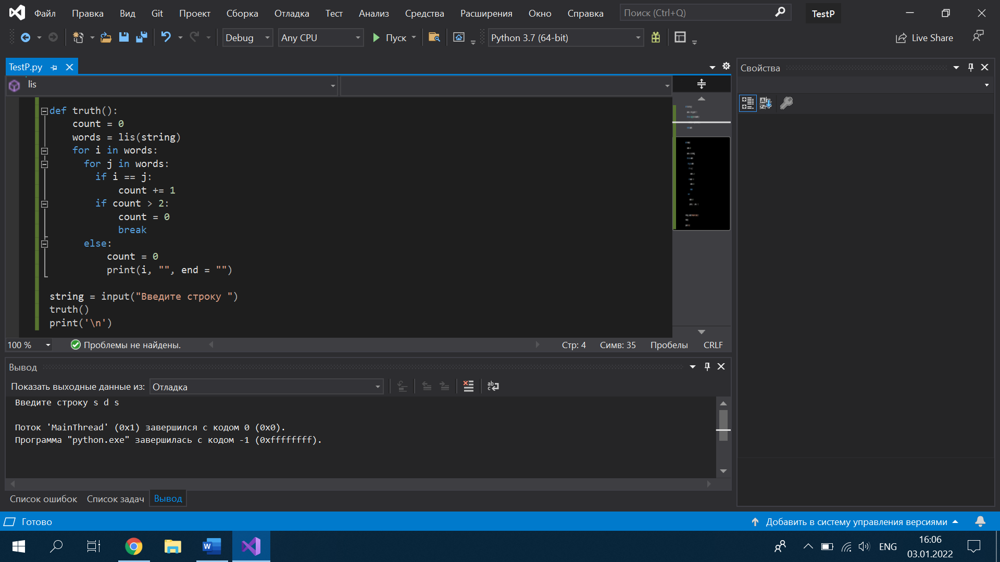 Файл Правка Вид Git Проект Сборка Отладка Тест Анализ Средства Расширения Окно Справка Поиск (Ctrl+Q) TestP
Debug Any CPU Пуск Python 3.7 (64-bit) Live Share
TestP.py
lis
def truth():
    count = 0
    words = lis(string)
    for i in words:
      for j in words:
        if i == j:
            count += 1
        if count > 2:
            count = 0
            break
      else:
          count = 0
          print(i, "", end = "")
string = input("Введите строку ")
truth()
print('\n')
100 % Проблемы не найдены. Стр: 4 Симв: 35 Пробелы CRLF
Вывод
Показать выходные данные из: Отладка
Введите строку s d s
Поток 'MainThread' (0x1) завершился с кодом 0 (0x0).
Программа "python.exe" завершилась с кодом -1 (0xffffffff).
Список ошибок Список задач Вывод
Свойства
Готово Добавить в систему управления версиями
ENG 16:06
03.01.2022